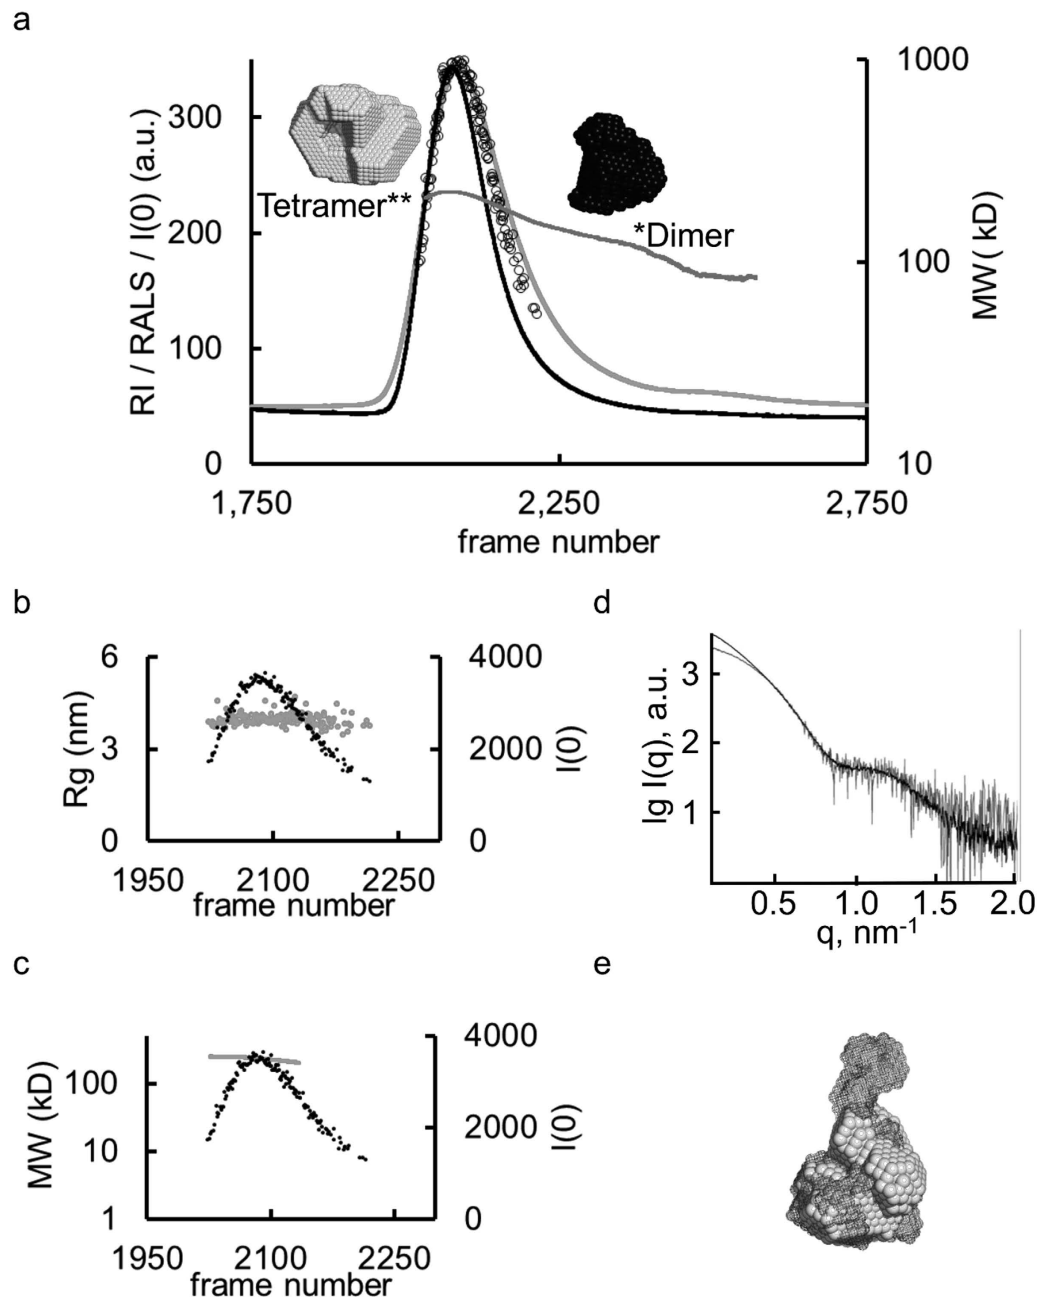 a
RI / RALS / I(0) (a.u.)
300
200
100
0
Tetramer**
*Dimer
1000
100
10
MW( kD)
1,750
2,250
2,750
frame number
b
Rg (nm)
6
3
0
4000
2000
0
I(0)
1950
2100
2250
frame number
d
lg I(q), a.u.
3
2
1
0.5
1.0
1.5
2.0
q, nm-1
c
MW (kD)
100
10
1
4000
2000
0
I(0)
1950
2100
2250
frame number
e